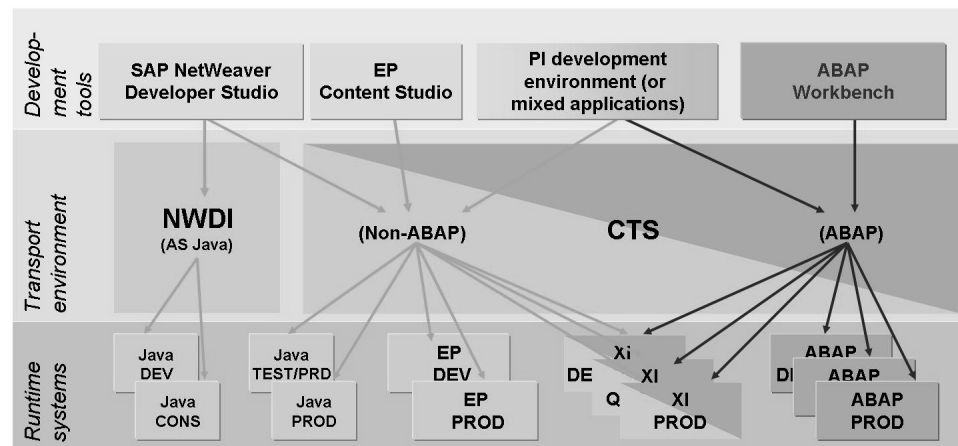 Develop-
ment
tools
SAP NetWeaver
Developer Studio
EP
Content Studio
PI development
environment (or
mixed applications)
ABAP
Workbench
Transport
environment
NWDI
(AS Java)
(Non-ABAP)
CTS
(ABAP)
Runtime
systems
Java
DEV
Java
CONS
Java
TEST/PRD
Java
PROD
EP
DEV
EP
PROD
Xi
DE
XI
Q
XI
PROD
ABAP
ABAP
ABAP
PROD